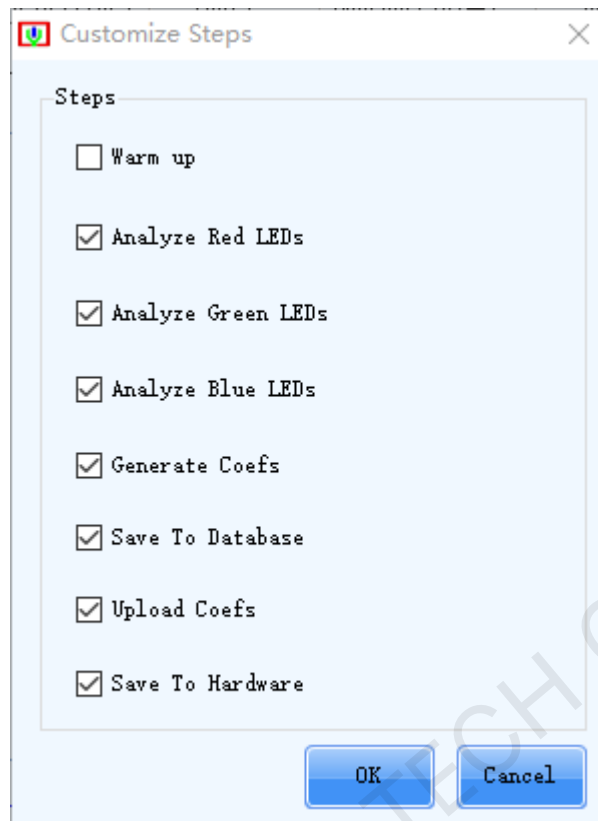 Customize Steps
Steps
Warm up
Analyze Red LEDs
Analyze Green LEDs
Analyze Blue LEDs
Generate Coefs
Save To Database
Upload Coefs
Save To Hardware
OK
Cancel
TECH